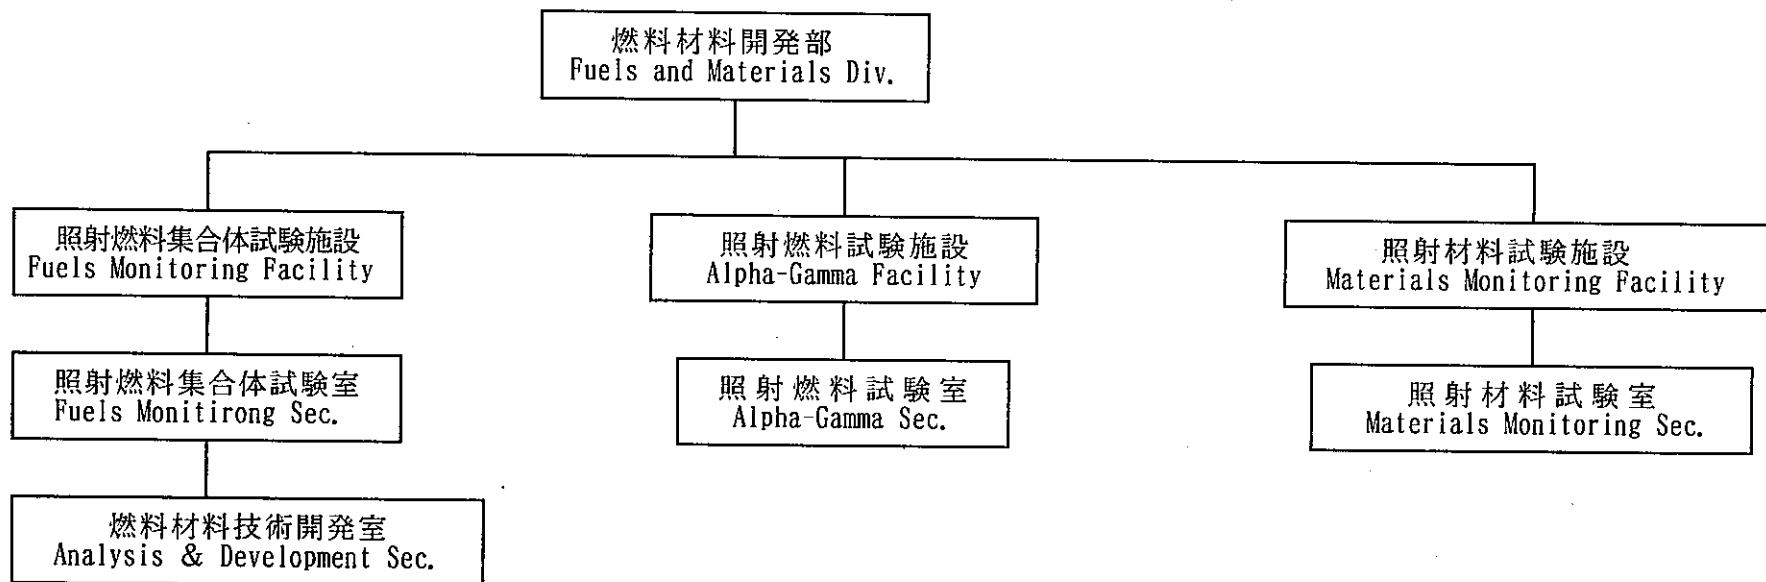 燃料材料開発部
Fuels and Materials Div.
照射燃料集合体試験施設
Fuels Monitoring Facility
照射燃料試験施設
Alpha-Gamma Facility
照射材料試験施設
Materials Monitoring Facility
照射燃料集合体試験室
Fuels Monitirong Sec.
照射燃料試験室
Alpha-Gamma Sec.
照射材料試験室
Materials Monitoring Sec.
燃料材料技術開発室
Analysis & Development Sec.